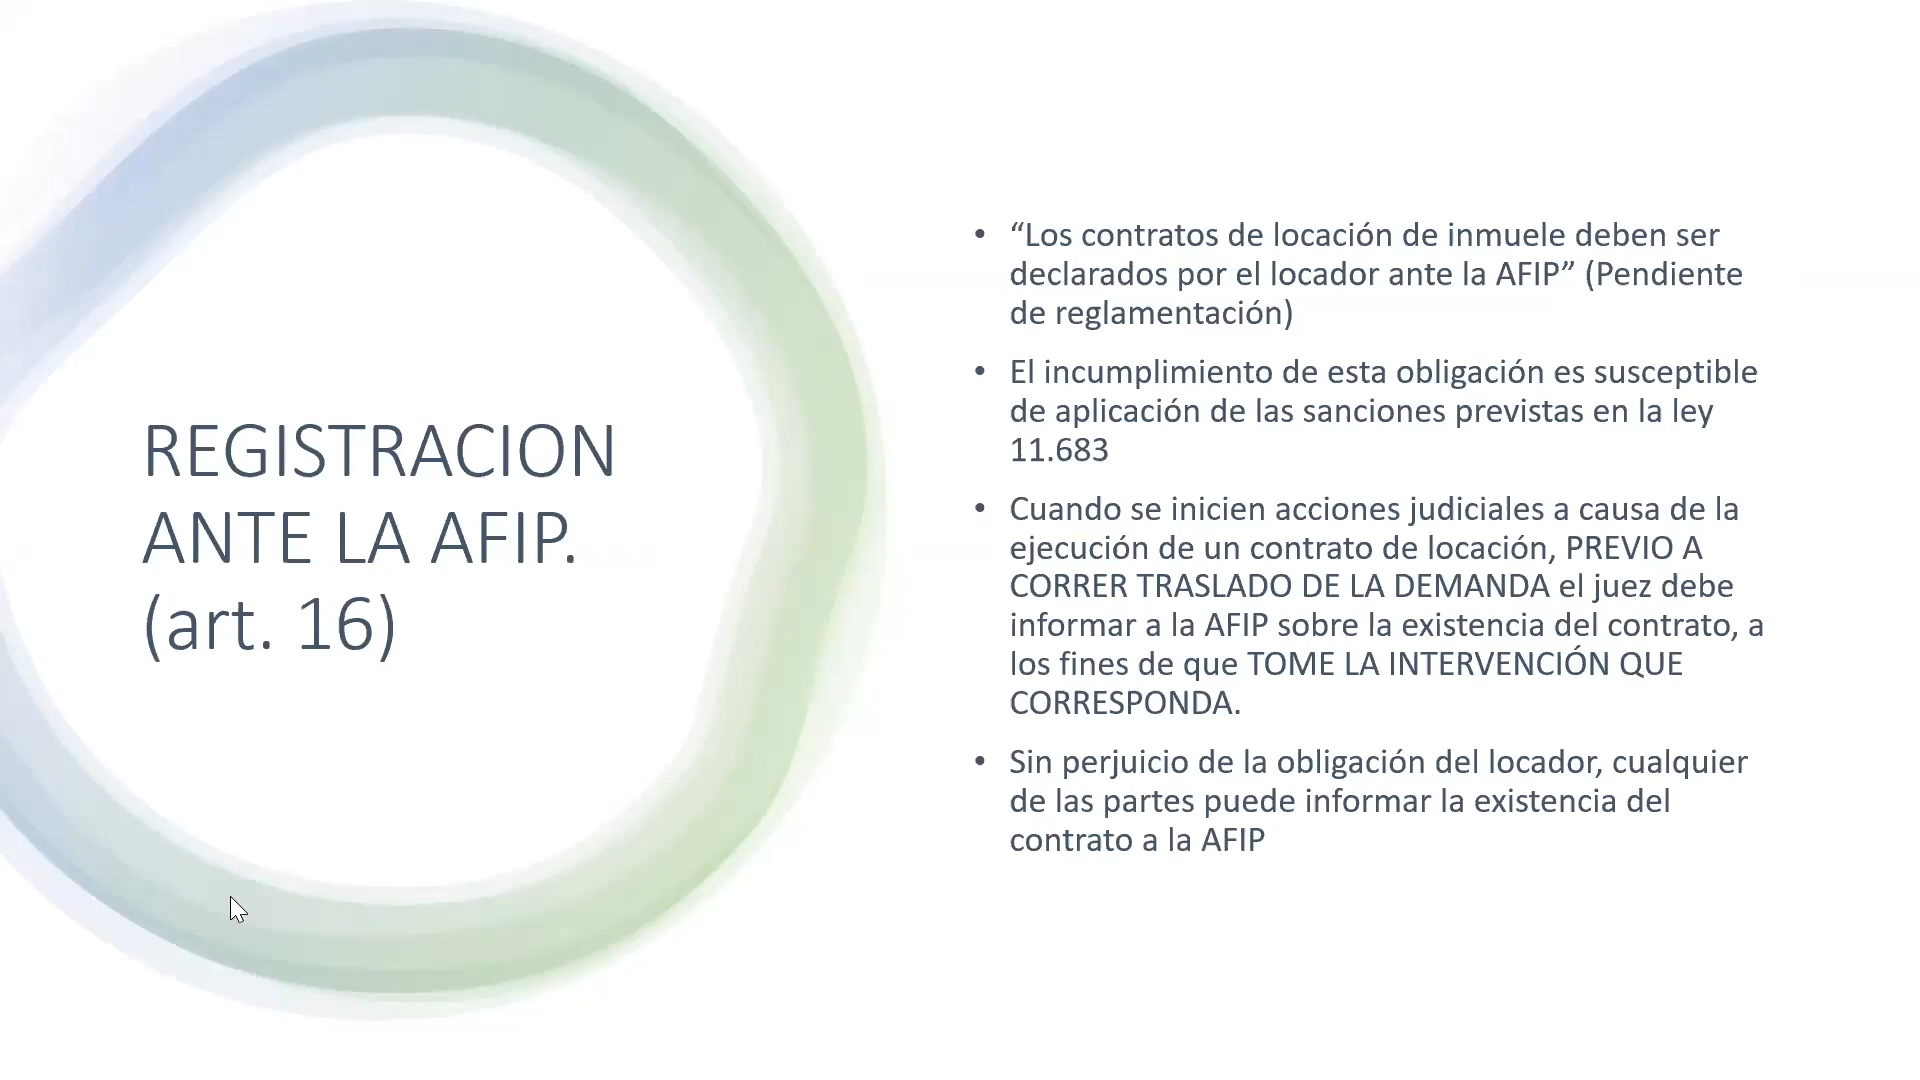 REGISTRACION
ANTE LA AFIP.
(art. 16)
• “Los contratos de locación de inmuele deben ser
declarados por el locador ante la AFIP” (Pendiente
de reglamentación)
• El incumplimiento de esta obligación es susceptible
de aplicación de las sanciones previstas en la ley
11.683
• Cuando se inicien acciones judiciales a causa de la
ejecución de un contrato de locación, PREVIO A
CORRER TRASLADO DE LA DEMANDA el juez debe
informar a la AFIP sobre la existencia del contrato, a
los fines de que TOME LA INTERVENCIÓN QUE
CORRESPONDA.
• Sin perjuicio de la obligación del locador, cualquier
de las partes puede informar la existencia del
contrato a la AFIP